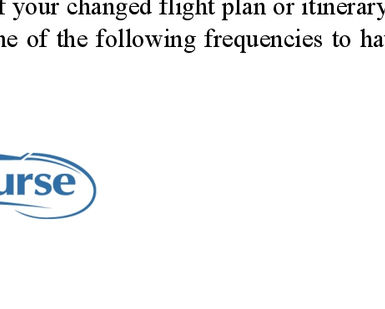 f your changed flight plan or itinerary
ne of the following frequencies to ha
urse